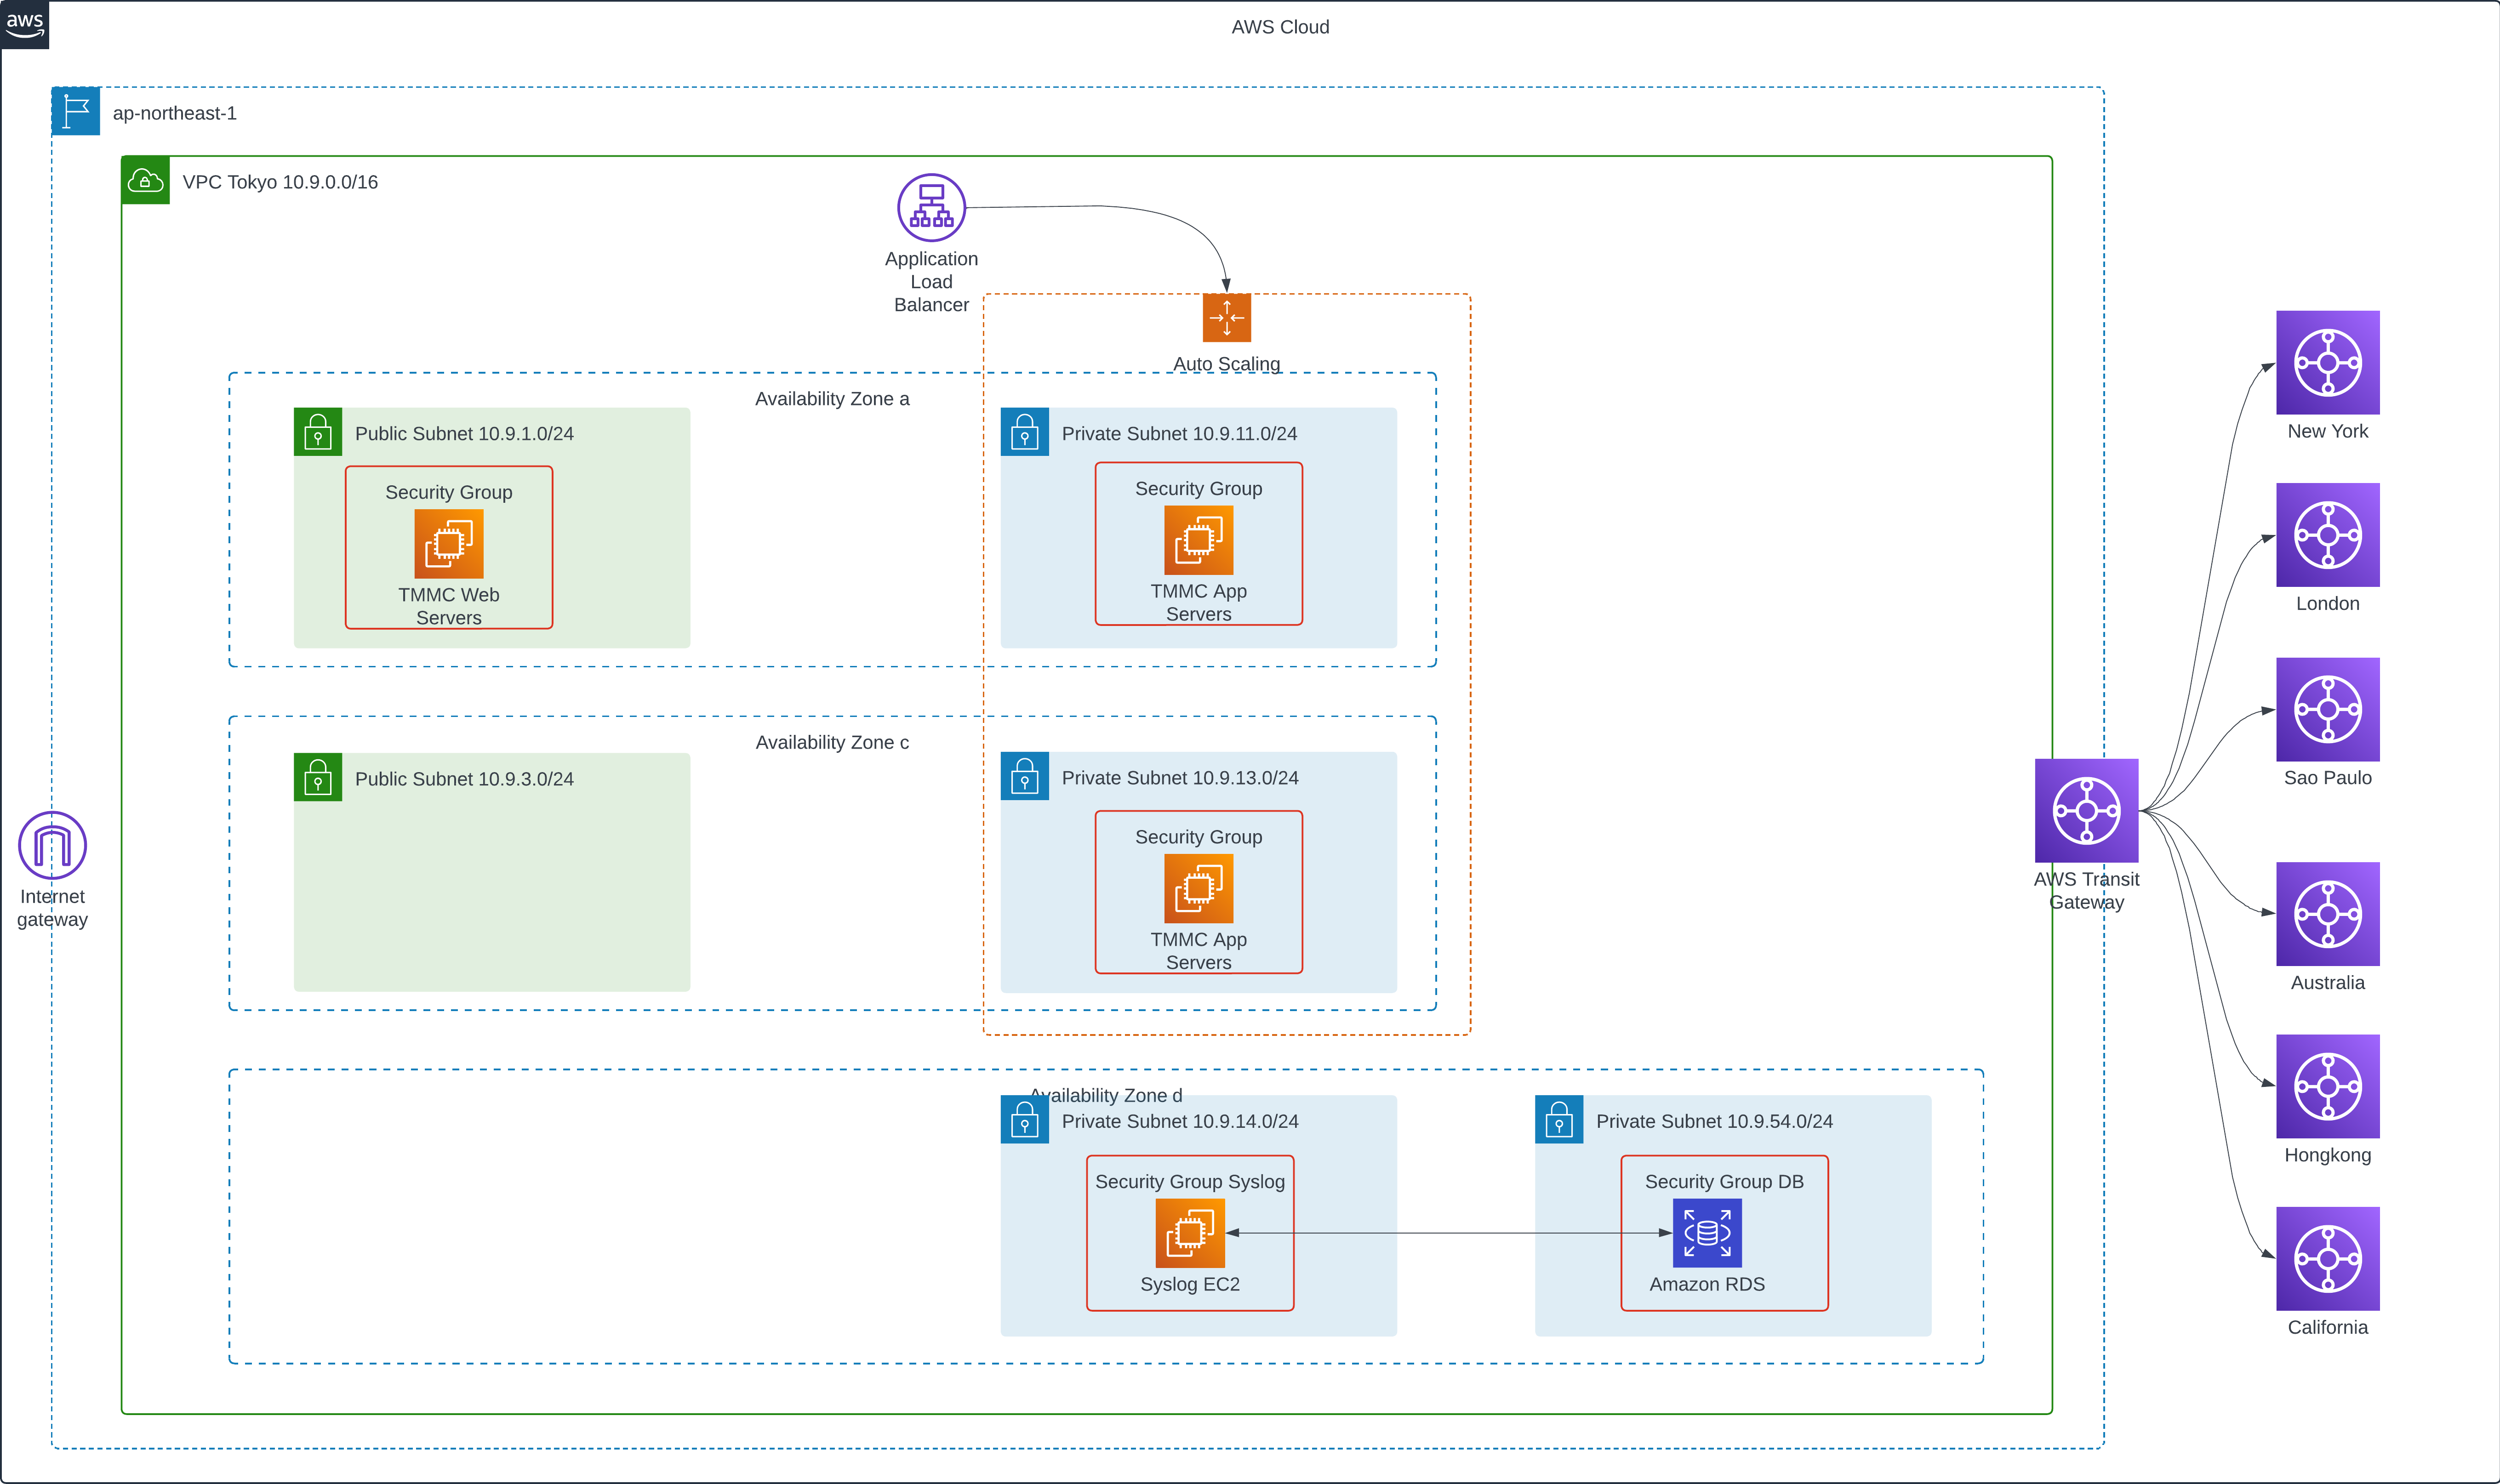 aws
AWS Cloud
ap-northeast-1
VPC Tokyo 10.9.0.0/16
Application
Load
Balancer
Auto Scaling
Availability Zone a
Public Subnet 10.9.1.0/24
Security Group
TMMC Web
Servers
Private Subnet 10.9.11.0/24
Security Group
TMMC App
Servers
Availability Zone c
Public Subnet 10.9.3.0/24
Private Subnet 10.9.13.0/24
Security Group
TMMC App
Servers
Internet
gateway
Availability Zone d
Private Subnet 10.9.14.0/24
Security Group Syslog
Syslog EC2
Private Subnet 10.9.54.0/24
Security Group DB
Amazon RDS
AWS Transit
Gateway
New York
London
Sao Paulo
Australia
Hongkong
California